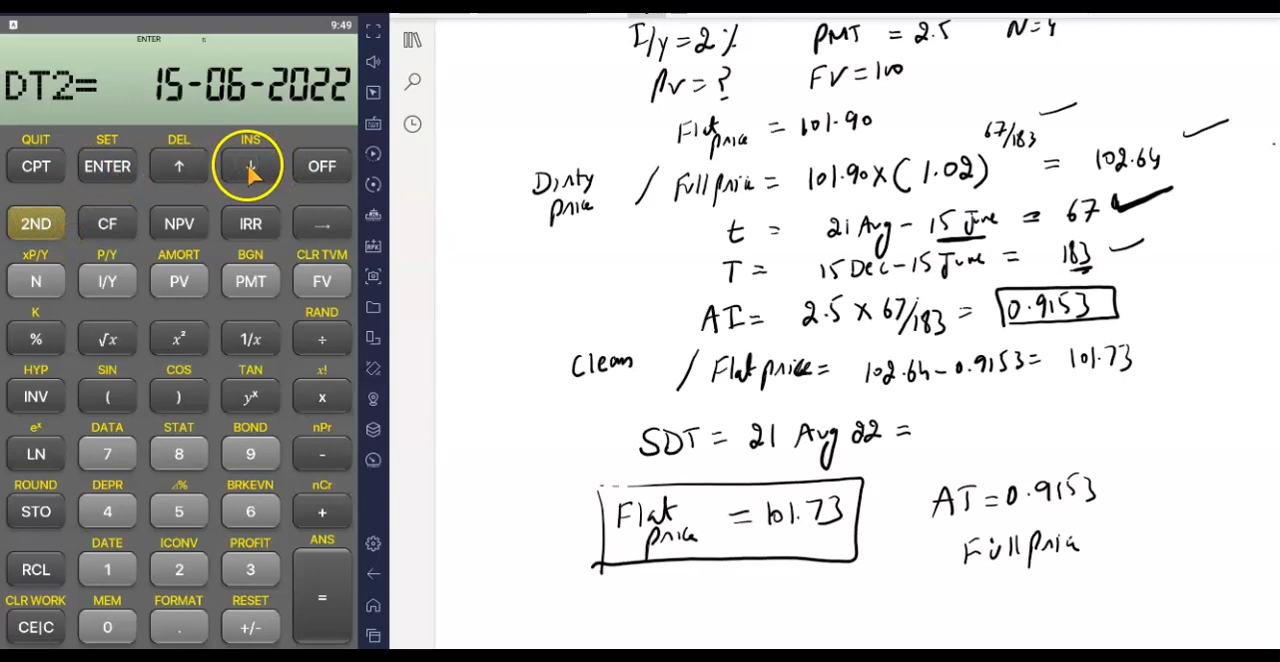 9:49
ENTER
DT2= 15-06-2022
QUIT SET DEL INS
CPT ENTER ↑ ↓ OFF
2ND CF NPV IRR →
xP/Y P/Y AMORT BGN CLR TVM
N I/Y PV PMT FV
K RAND
% √x x² 1/x ÷
HYP SIN COS TAN x!
INV ( ) yˣ x
eˣ DATA STAT BOND nPr
LN 7 8 9 -
ROUND DEPR ⊿% BRKEVN nCr
STO 4 5 6 +
DATE ICONV PROFIT ANS
RCL 1 2 3 =
CLR WORK MEM FORMAT RESET
CE|C 0 . +/-
I/y = 2% PMT = 2.5 N=4
PV = ? FV = 100
Flat price = 101.90
Dirty price / Full price = 101.90 x (1.02)^67/183 = 102.64
t = 21 Aug - 15 June = 67
T = 15 Dec - 15 June = 183
AI = 2.5 x 67/183 = 0.9153
Clean / Flat price = 102.64 - 0.9153 = 101.73
SDT = 21 Aug 22 =
Flat price = 101.73
AI = 0.9153
Full price